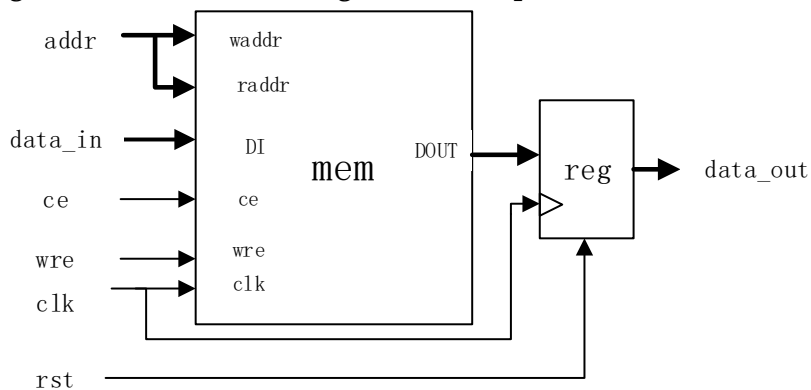 addr
waddr
raddr
data_in
DI
DOUT
mem
reg
data_out
ce
ce
wre
wre
clk
clk
rst